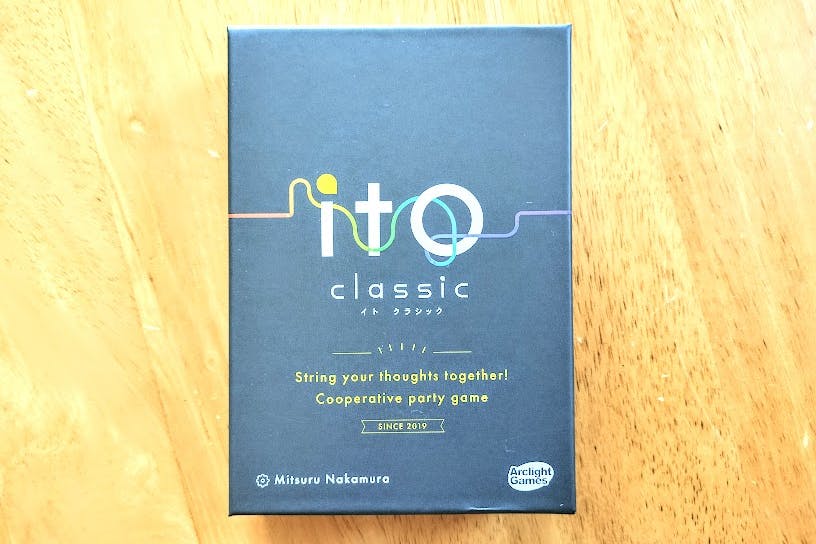 ito
classic
イト クラシック
String your thoughts together!
Cooperative party game
SINCE 2019
Mitsuru Nakamura
Arclight
Games